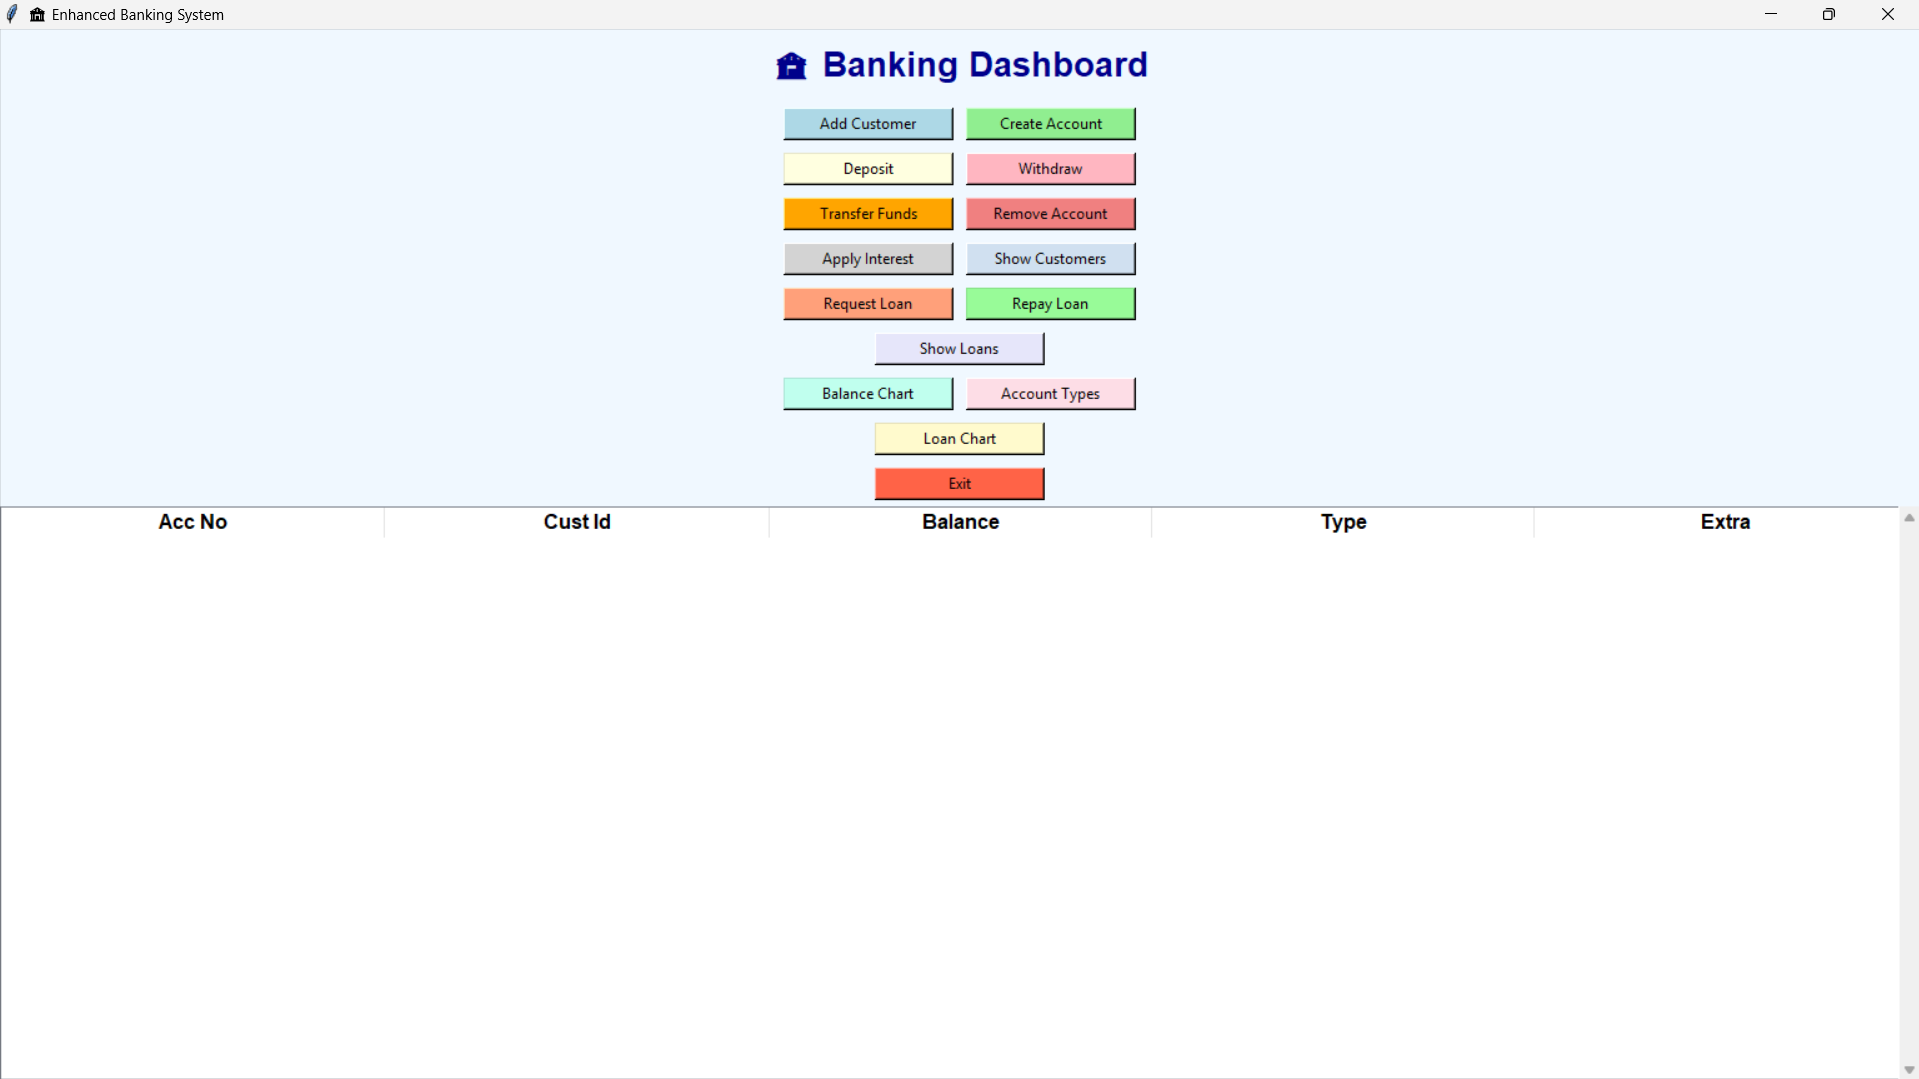 Enhanced Banking System
Banking Dashboard
Add Customer Create Account
Deposit Withdraw
Transfer Funds Remove Account
Apply Interest Show Customers
Request Loan Repay Loan
Show Loans
Balance Chart Account Types
Loan Chart
Exit
Acc No Cust Id Balance Type Extra